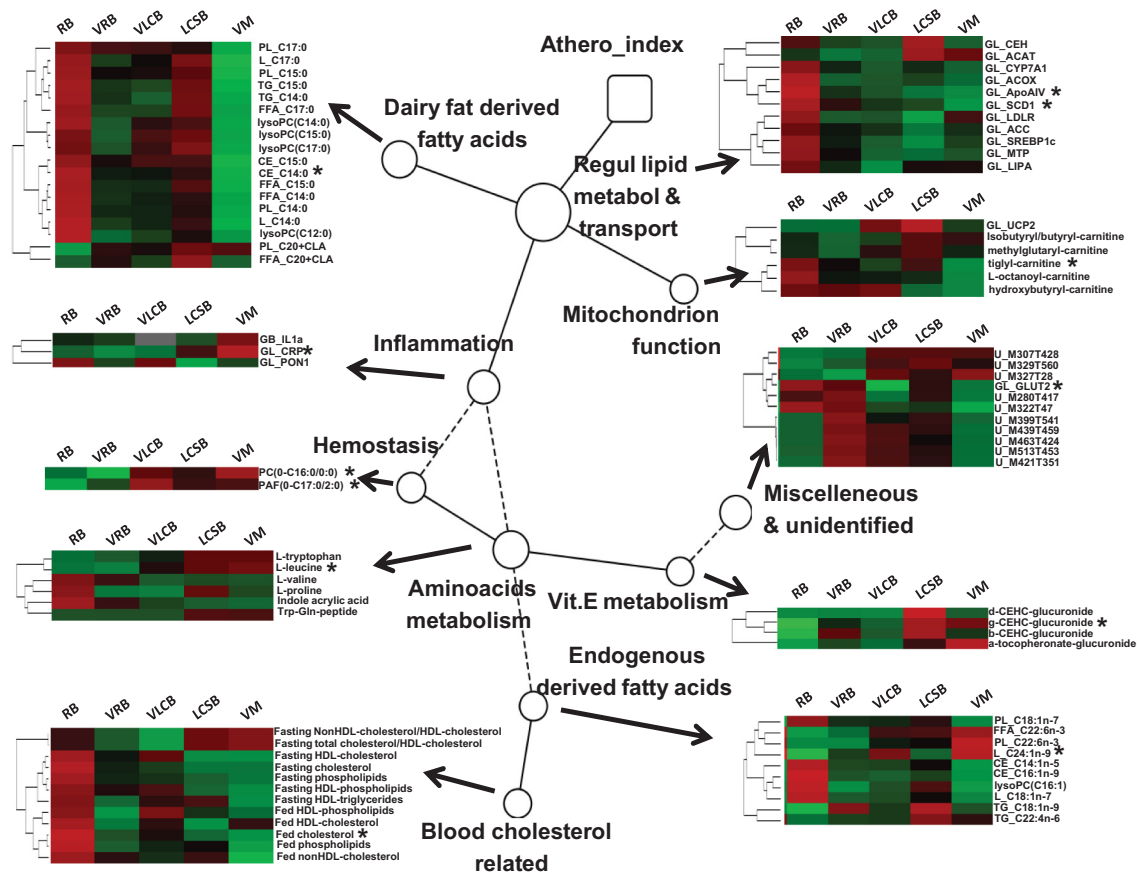 RB VRB VLCB LCSB VM
PL_C17:0
L_C17:0
PL_C15:0
TG_C15:0
TG_C14:0
FFA_C17:0
lysoPC(C14:0)
lysoPC(C15:0)
lysoPC(C17:0)
CE_C15:0
CE_C14:0 *
FFA_C15:0
FFA_C14:0
PL_C14:0
L_C14:0
lysoPC(C12:0)
PL_C20+CLA
FFA_C20+CLA
Dairy fat derived
fatty acids
Athero_index
Regul lipid
metabol &
transport
RB VRB VLCB LCSB VM
GL_CEH
GL_ACAT
GL_CYP7A1
GL_ACOX
GL_ApoAIV *
GL_SCD1 *
GL_LDLR
GL_ACC
GL_SREBP1c
GL_MTP
GL_LIPA
RB VRB VLCB LCSB VM
GL_UCP2
Isobutyryl/butyryl-carnitine
methylglutaryl-carnitine
tiglyl-carnitine *
L-octanoyl-carnitine
hydroxybutyryl-carnitine
Mitochondrion
function
RB VRB VLCB LCSB VM
GB_IL1a
GL_CRP *
GL_PON1
Inflammation
RB VRB VLCB LCSB VM
U_M307T428
U_M329T560
U_M327T28
GL_GLUT2 *
U_M280T417
U_M322T47
U_M399T541
U_M439T459
U_M463T424
U_M513T453
U_M421T351
Miscelleneous
& unidentified
Hemostasis
RB VRB VLCB LCSB VM
PC(0-C16:0/0:0) *
PAF(0-C17:0/2:0) *
RB VRB VLCB LCSB VM
L-tryptophan
L-leucine *
L-valine
L-proline
Indole acrylic acid
Trp-Gln-peptide
Aminoacids
metabolism
Vit.E metabolism
RB VRB VLCB LCSB VM
d-CEHC-glucuronide
g-CEHC-glucuronide *
b-CEHC-glucuronide
a-tocopheronate-glucuronide
Endogenous
derived fatty acids
RB VRB VLCB LCSB VM
PL_C18:1n-7
FFA_C22:6n-3
PL_C22:6n-3
L_C24:1n-9 *
CE_C14:1n-5
CE_C16:1n-9
lysoPC(C16:1)
L_C18:1n-7
TG_C18:1n-9
TG_C22:4n-6
RB VRB VLCB LCSB VM
Fasting NonHDL-cholesterol/HDL-cholesterol
Fasting total cholesterol/HDL-cholesterol
Fasting HDL-cholesterol
Fasting cholesterol
Fasting phospholipids
Fasting HDL-phospholipids
Fasting HDL-triglycerides
Fed HDL-phospholipids
Fed HDL-cholesterol
Fed cholesterol *
Fed phospholipids
Fed nonHDL-cholesterol
Blood cholesterol
related